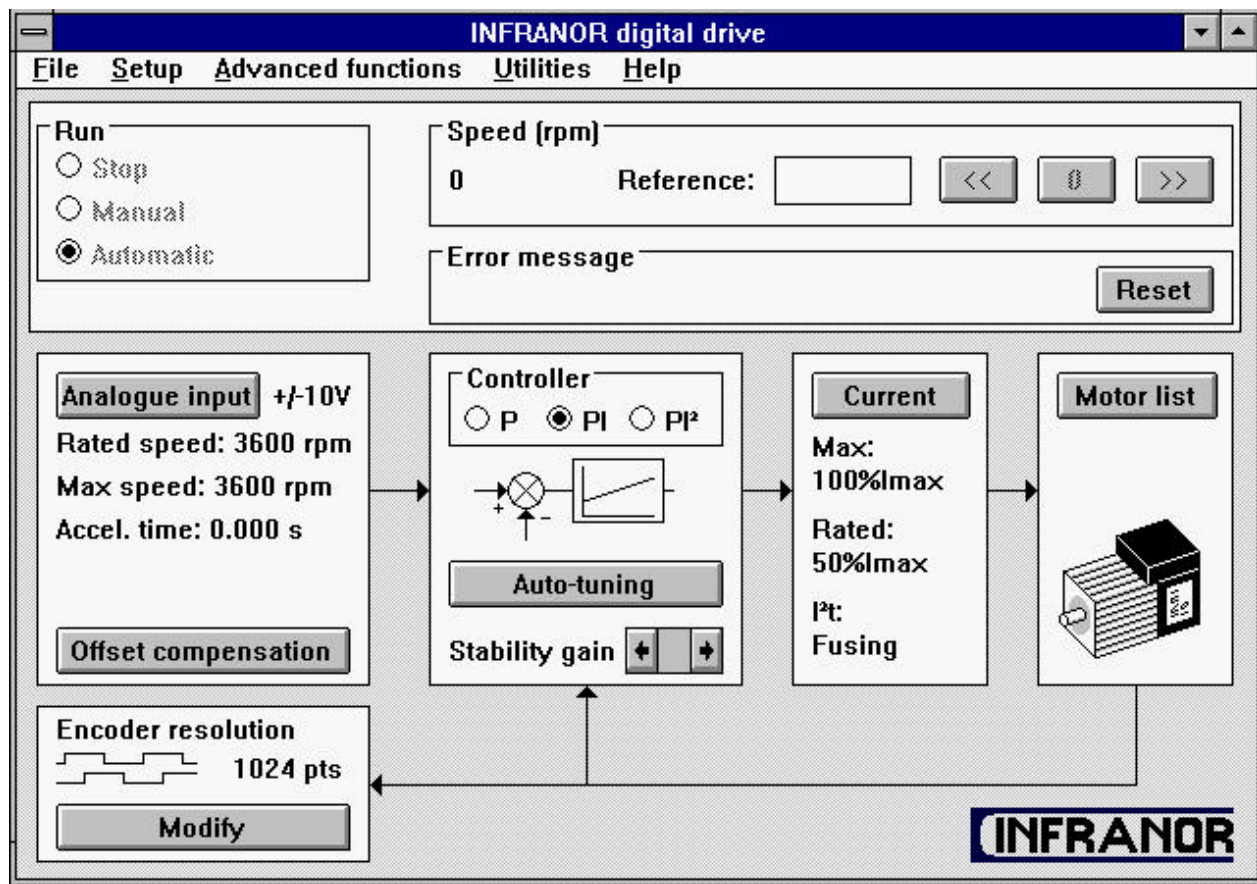 INFRANOR digital drive
File Setup Advanced functions Utilities Help
Run
Stop
Manual
Automatic
Speed (rpm)
0 Reference: << 0 >>
Error message
Reset
Analogue input +/-10V
Rated speed: 3600 rpm
Max speed: 3600 rpm
Accel. time: 0.000 s
Offset compensation
Controller
P PI PI²
+ -
Auto-tuning
Stability gain
Current
Max:
100%Imax
Rated:
50%Imax
I²t:
Fusing
Motor list
Encoder resolution
1024 pts
Modify
INFRANOR